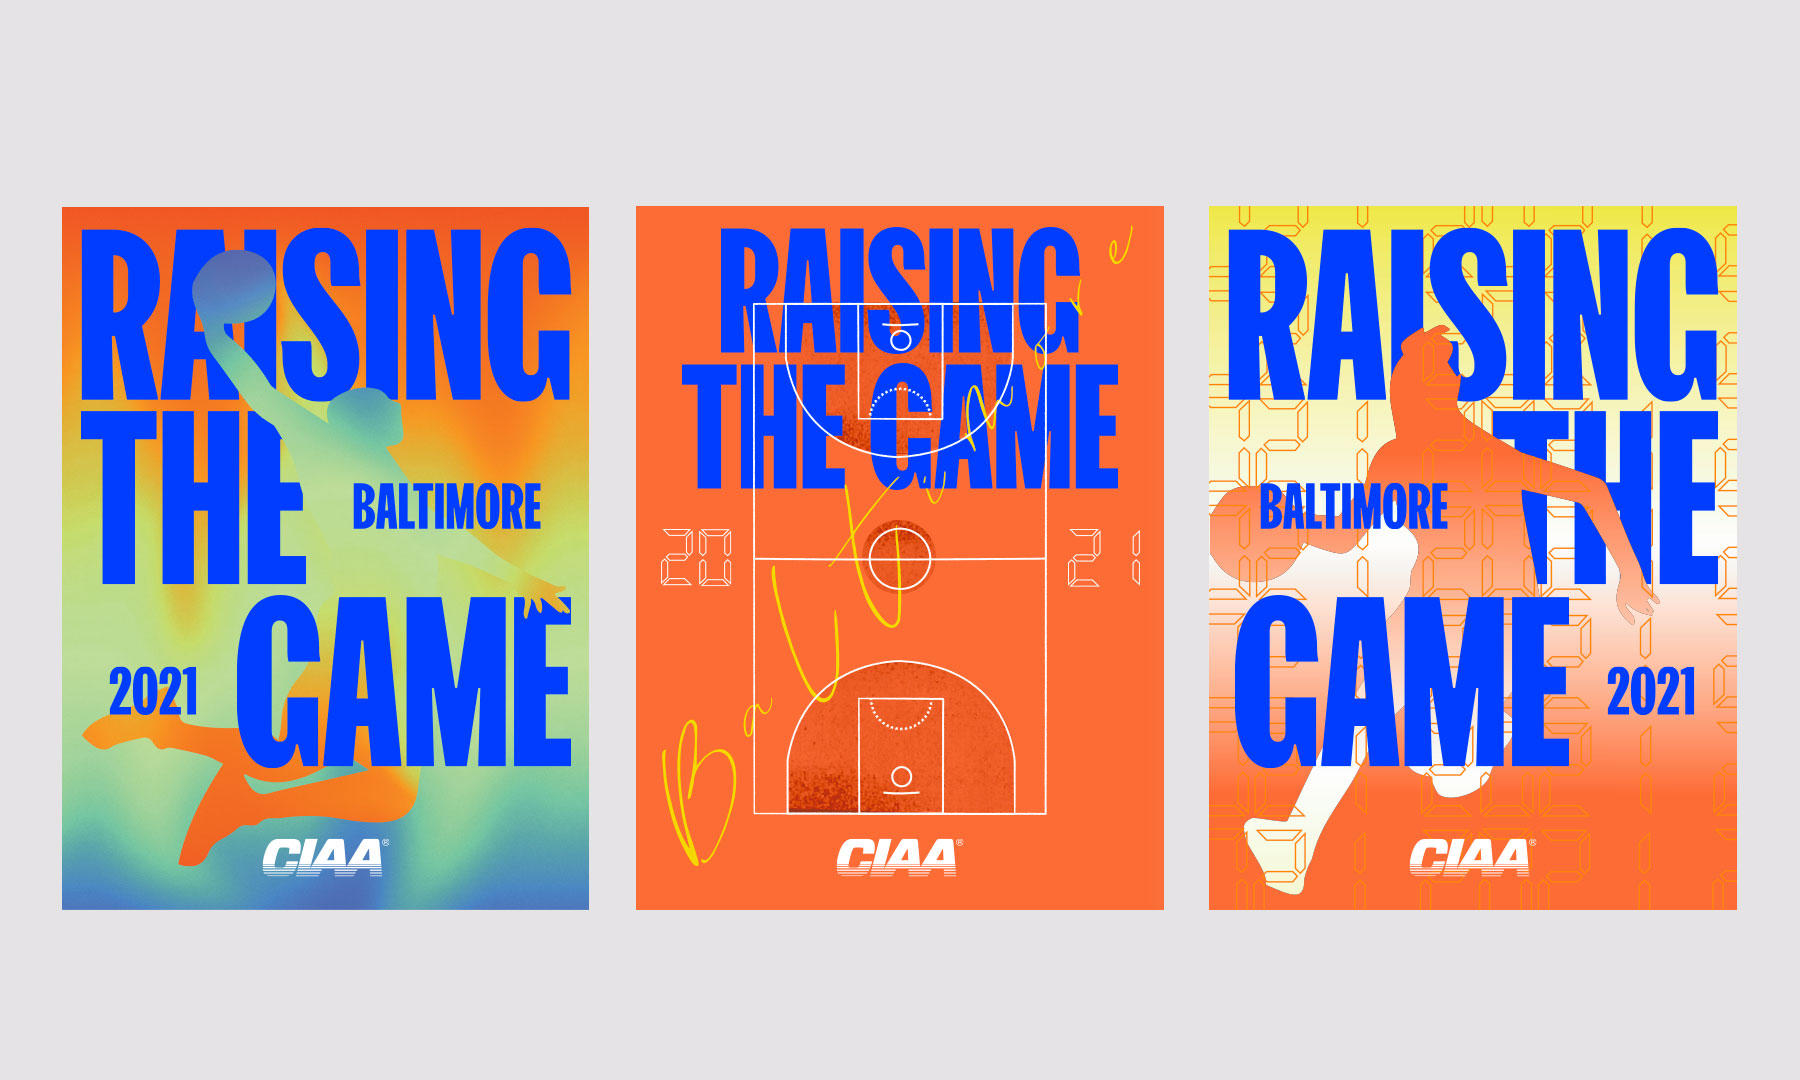 RAISING
THE
BALTIMORE
2021
GAME
CIAA®
RAISING
THE GAME
Baltimore
20 21
CIAA®
RAISING
THE
BALTIMORE
GAME
2021
CIAA®